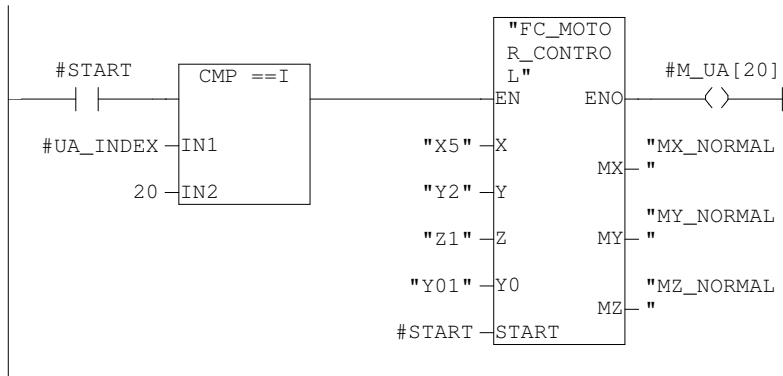 "FC_MOTO
R_CONTRO
L"
#START
CMP ==I
#M_UA[20]
EN
ENO
#UA_INDEX
IN1
"X5"
X
"MX_NORMAL
"
MX
20
IN2
"Y2"
Y
"MY_NORMAL
"
MY
"Z1"
Z
"Y01"
Y0
"MZ_NORMAL
"
MZ
#START
START